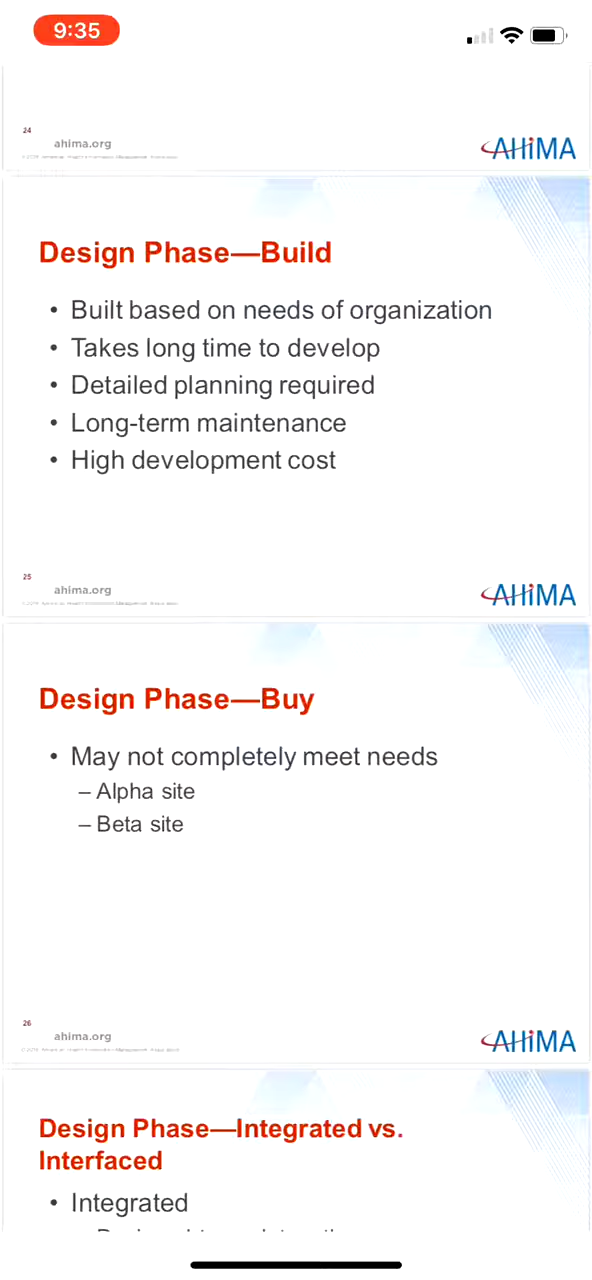 9:35
24
ahima.org
AHiMA
Design Phase—Build
• Built based on needs of organization
• Takes long time to develop
• Detailed planning required
• Long-term maintenance
• High development cost
25
ahima.org
AHiMA
Design Phase—Buy
• May not completely meet needs
– Alpha site
– Beta site
26
ahima.org
AHiMA
Design Phase—Integrated vs.
Interfaced
• Integrated